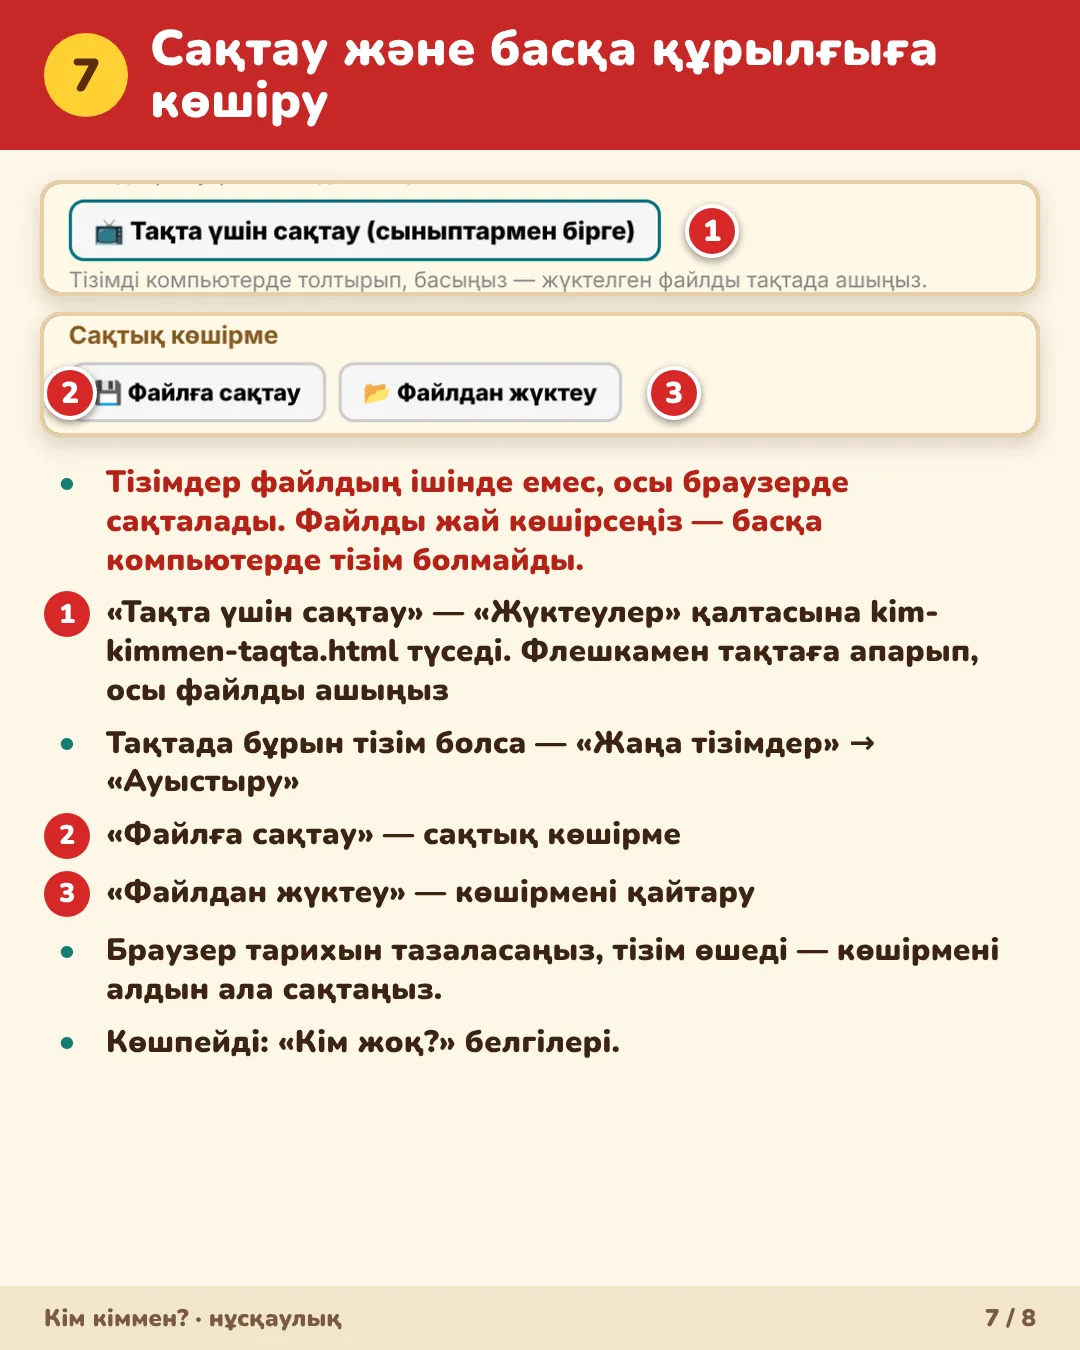 7
Сақтау және басқа құрылғыға
көшіру
Тақта үшін сақтау (сыныптармен бірге)
1
Тізімді компьютерде толтырып, басыңыз — жүктелген файлды тақтада ашыңыз.
Сақтық көшірме
2
Файлға сақтау
Файлдан жүктеу
3
• Тізімдер файлдың ішінде емес, осы браузерде
сақталады. Файлды жай көшірсеңіз — басқа
компьютерде тізім болмайды.
1 «Тақта үшін сақтау» — «Жүктеулер» қалтасына kim-
kimmen-taqta.html түседі. Флешкамен тақтаға апарып,
осы файлды ашыңыз
• Тақтада бұрын тізім болса — «Жаңа тізімдер» →
«Ауыстыру»
2 «Файлға сақтау» — сақтық көшірме
3 «Файлдан жүктеу» — көшірмені қайтару
• Браузер тарихын тазаласаңыз, тізім өшеді — көшірмені
алдын ала сақтаңыз.
• Көшпейді: «Кім жоқ?» белгілері.
Кім кіммен? · нұсқаулық
7 / 8